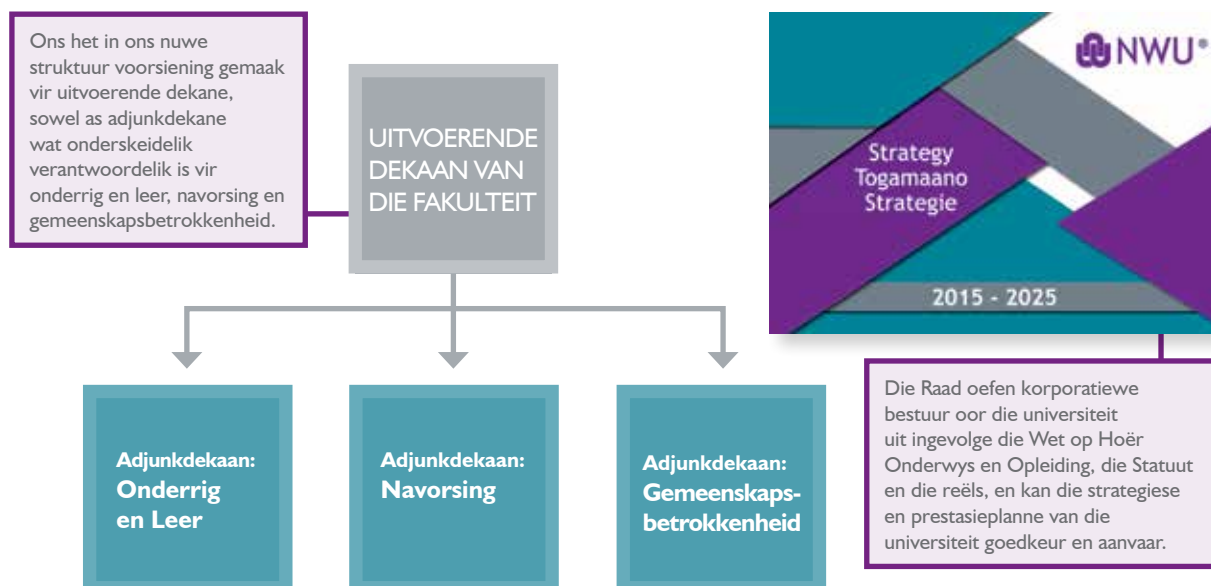 Ons het in ons nuwe
struktuur voorsiening gemaak
vir uitvoerende dekane,
sowel as adjunkdekane
wat onderskeidelik
verantwoordelik is vir
onderrig en leer, navorsing en
gemeenskapsbetrokkenheid.
UITVOERENDE
DEKAAN VAN
DIE FAKULTEIT
NWU®
Strategy
Togamaano
Strategie
2015 - 2025
Adjunkdekaan:
Onderrig
en Leer
Adjunkdekaan:
Navorsing
Adjunkdekaan:
Gemeenskaps-
betrokkenheid
Die Raad oefen korporatiewe
bestuur oor die universiteit
uit ingevolge die Wet op Hoër
Onderwys en Opleiding, die Statuut
en die reëls, en kan die strategiese
en prestasieplanne van die
universiteit goedkeur en aanvaar.